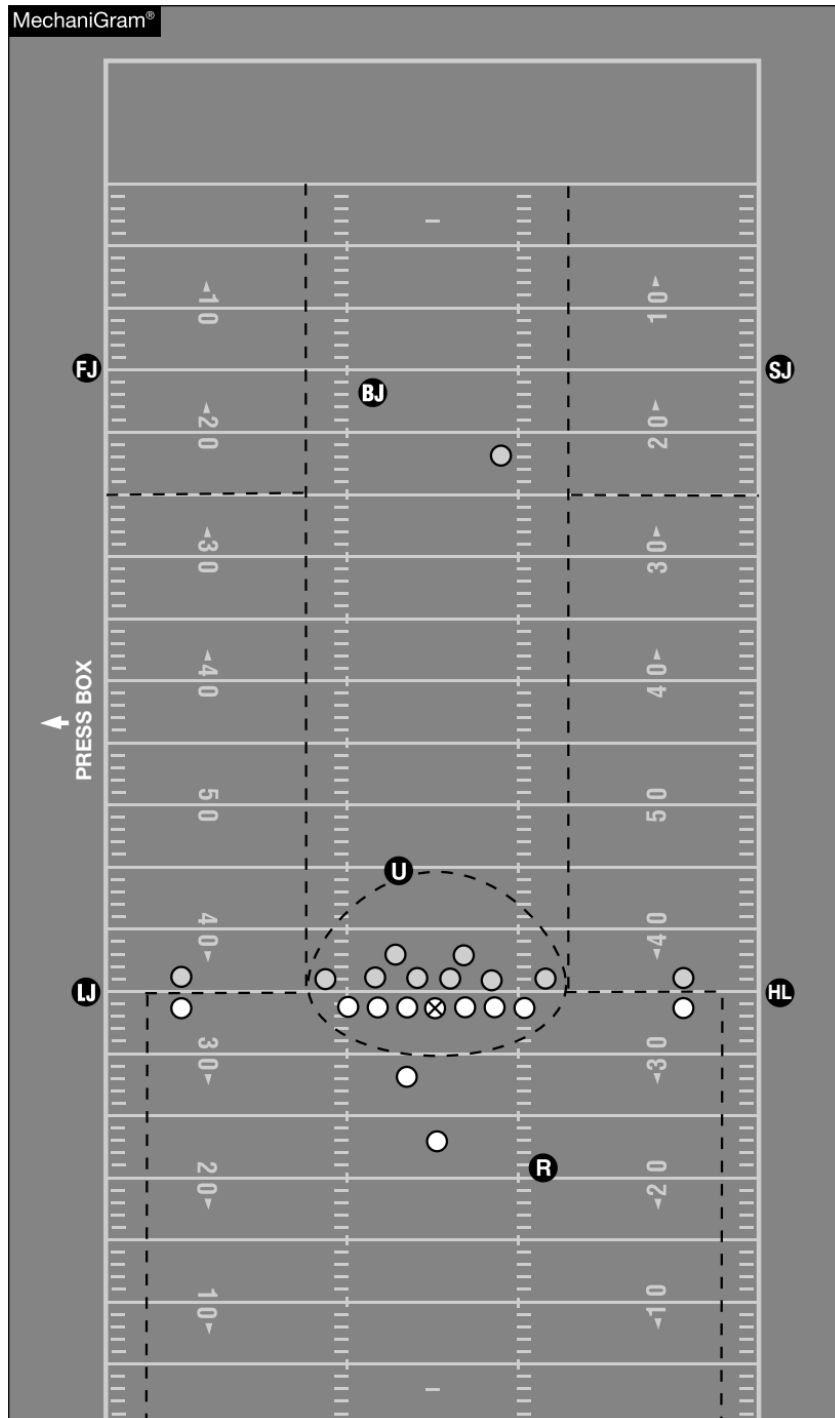 MechaniGram®
◄10
10►
FJ
BJ
SJ
◄20
20►
◄30
30►
◄40
40►
PRESS BOX
50
50
U
40►
◄40
LJ
HL
30►
◄30
R
20►
◄20
10►
◄10